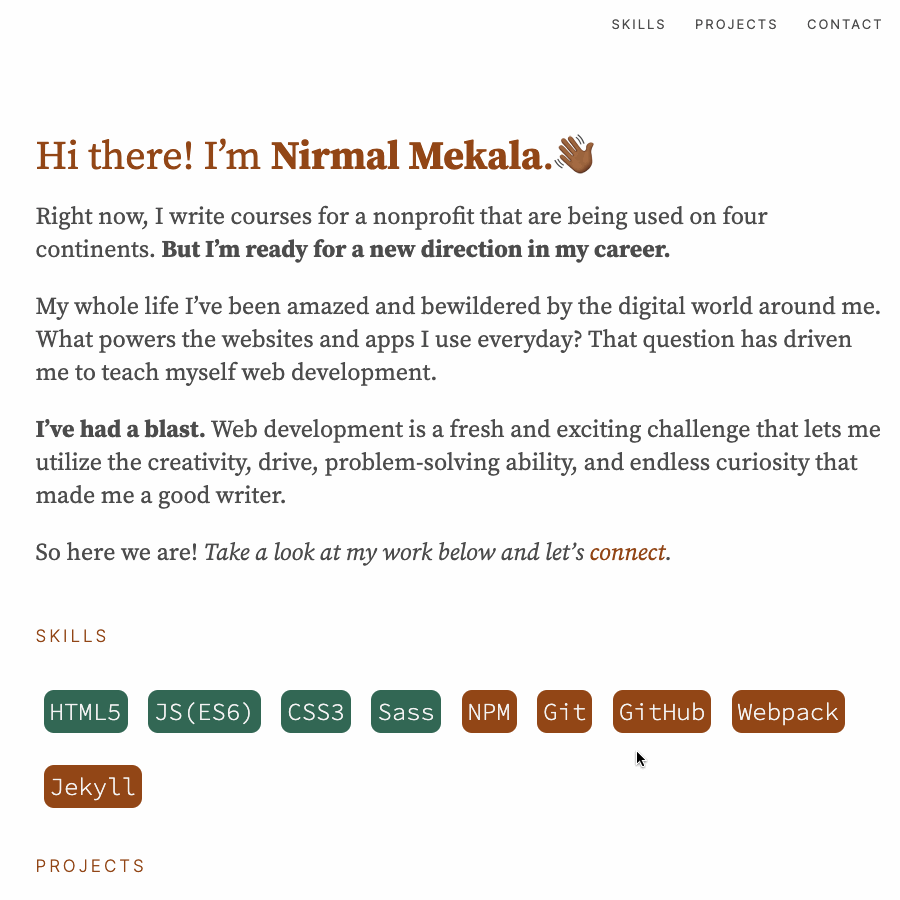 SKILLS PROJECTS CONTACT
Hi there! I’m Nirmal Mekala.👋🏾
Right now, I write courses for a nonprofit that are being used on four
continents. But I’m ready for a new direction in my career.
My whole life I’ve been amazed and bewildered by the digital world around me.
What powers the websites and apps I use everyday? That question has driven
me to teach myself web development.
I’ve had a blast. Web development is a fresh and exciting challenge that lets me
utilize the creativity, drive, problem-solving ability, and endless curiosity that
made me a good writer.
So here we are! Take a look at my work below and let’s connect.
SKILLS
HTML5 JS(ES6) CSS3 Sass NPM Git GitHub Webpack
Jekyll
PROJECTS